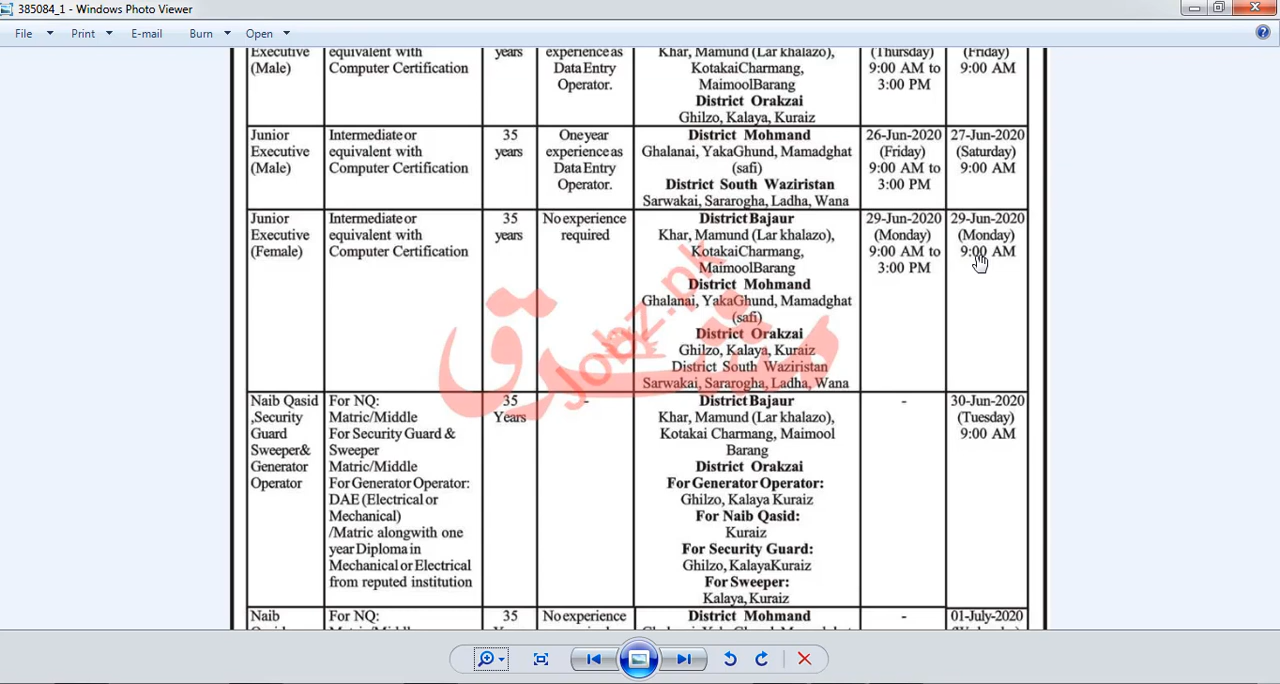 385084_1 - Windows Photo Viewer
File Print E-mail Burn Open
Executive
(Male)
equivalent with
Computer Certification
years
experience as
Data Entry
Operator.
Khar, Mamund (Lar khalazo),
KotakaiCharmang,
MaimoolBarang
District Orakzai
Ghilzo, Kalaya, Kuraiz
(Thursday)
9:00 AM to
3:00 PM
(Friday)
9:00 AM
Junior
Executive
(Male)
Intermediate or
equivalent with
Computer Certification
35
years
One year
experience as
Data Entry
Operator.
District Mohmand
Ghalanai, YakaGhund, Mamadghat
(safi)
District South Waziristan
Sarwakai, Sararogha, Ladha, Wana
26-Jun-2020
(Friday)
9:00 AM to
3:00 PM
27-Jun-2020
(Saturday)
9:00 AM
Junior
Executive
(Female)
Intermediate or
equivalent with
Computer Certification
35
years
No experience
required
District Bajaur
Khar, Mamund (Lar khalazo),
KotakaiCharmang,
MaimoolBarang
District Mohmand
Ghalanai, YakaGhund, Mamadghat
(safi)
District Orakzai
Ghilzo, Kalaya, Kuraiz
District South Waziristan
Sarwakai, Sararogha, Ladha, Wana
29-Jun-2020
(Monday)
9:00 AM to
3:00 PM
29-Jun-2020
(Monday)
9:00 AM
Naib Qasid
,Security
Guard
Sweeper&
Generator
Operator
For NQ:
Matric/Middle
For Security Guard &
Sweeper
Matric/Middle
For Generator Operator:
DAE (Electrical or
Mechanical)
/Matric alongwith one
year Diploma in
Mechanical or Electrical
from reputed institution
35
Years
-
District Bajaur
Khar, Mamund (Lar khalazo),
Kotakai Charmang, Maimool
Barang
District Orakzai
For Generator Operator:
Ghilzo, Kalaya Kuraiz
For Naib Qasid:
Kuraiz
For Security Guard:
Ghilzo, KalayaKuraiz
For Sweeper:
Kalaya, Kuraiz
-
30-Jun-2020
(Tuesday)
9:00 AM
Naib
For NQ:
35
No experience
District Mohmand
-
01-July-2020
Jobz.pk
مشرق